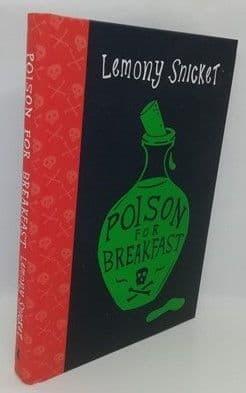 LEMONY SNICKET
POISON
FOR
BREAKFAST
POISON FOR BREAKFAST LEMONY SNICKET